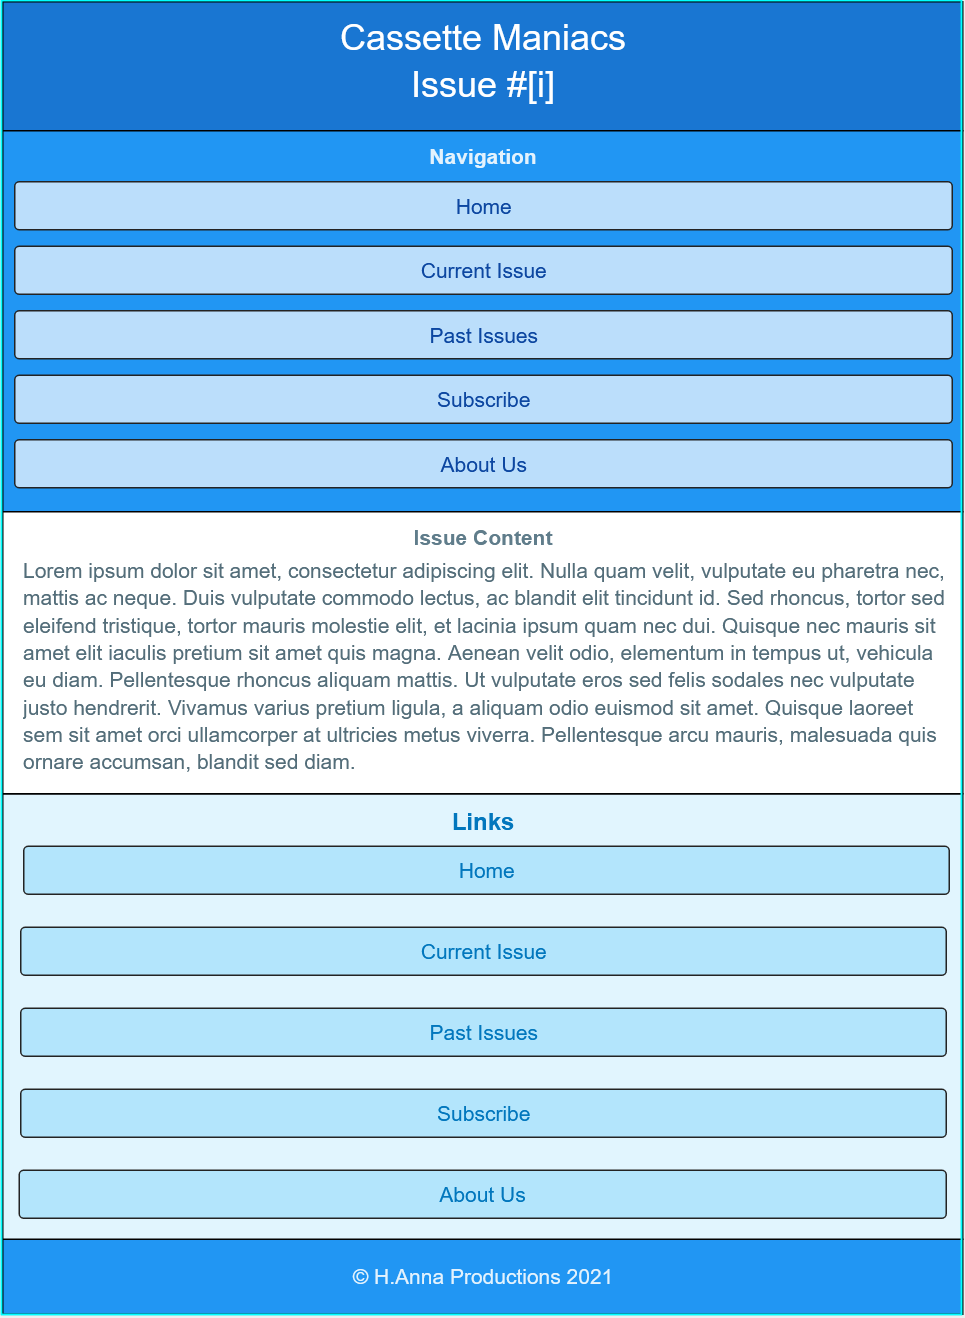 Cassette Maniacs
Issue #[i]
Navigation
Home
Current Issue
Past Issues
Subscribe
About Us
Issue Content
Lorem ipsum dolor sit amet, consectetur adipiscing elit. Nulla quam velit, vulputate eu pharetra nec,
mattis ac neque. Duis vulputate commodo lectus, ac blandit elit tincidunt id. Sed rhoncus, tortor sed
eleifend tristique, tortor mauris molestie elit, et lacinia ipsum quam nec dui. Quisque nec mauris sit
amet elit iaculis pretium sit amet quis magna. Aenean velit odio, elementum in tempus ut, vehicula
eu diam. Pellentesque rhoncus aliquam mattis. Ut vulputate eros sed felis sodales nec vulputate
justo hendrerit. Vivamus varius pretium ligula, a aliquam odio euismod sit amet. Quisque laoreet
sem sit amet orci ullamcorper at ultricies metus viverra. Pellentesque arcu mauris, malesuada quis
ornare accumsan, blandit sed diam.
Links
Home
Current Issue
Past Issues
Subscribe
About Us
© H.Anna Productions 2021